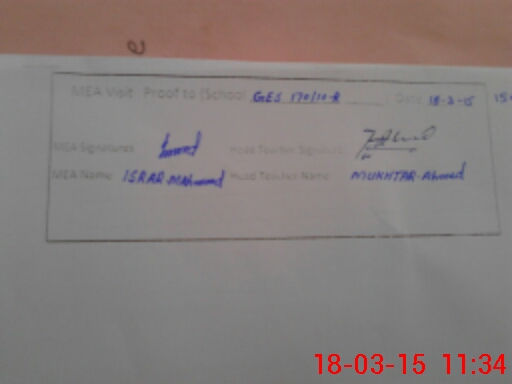 e
MEA Visit Proof to (School GES 170/10-R Date 18-3-15
MEA Signatures Head Teacher Signature
MEA Name ISRAR Mahmood Head Teacher Name MUKHTAR Ahmed
18-03-15 11:34